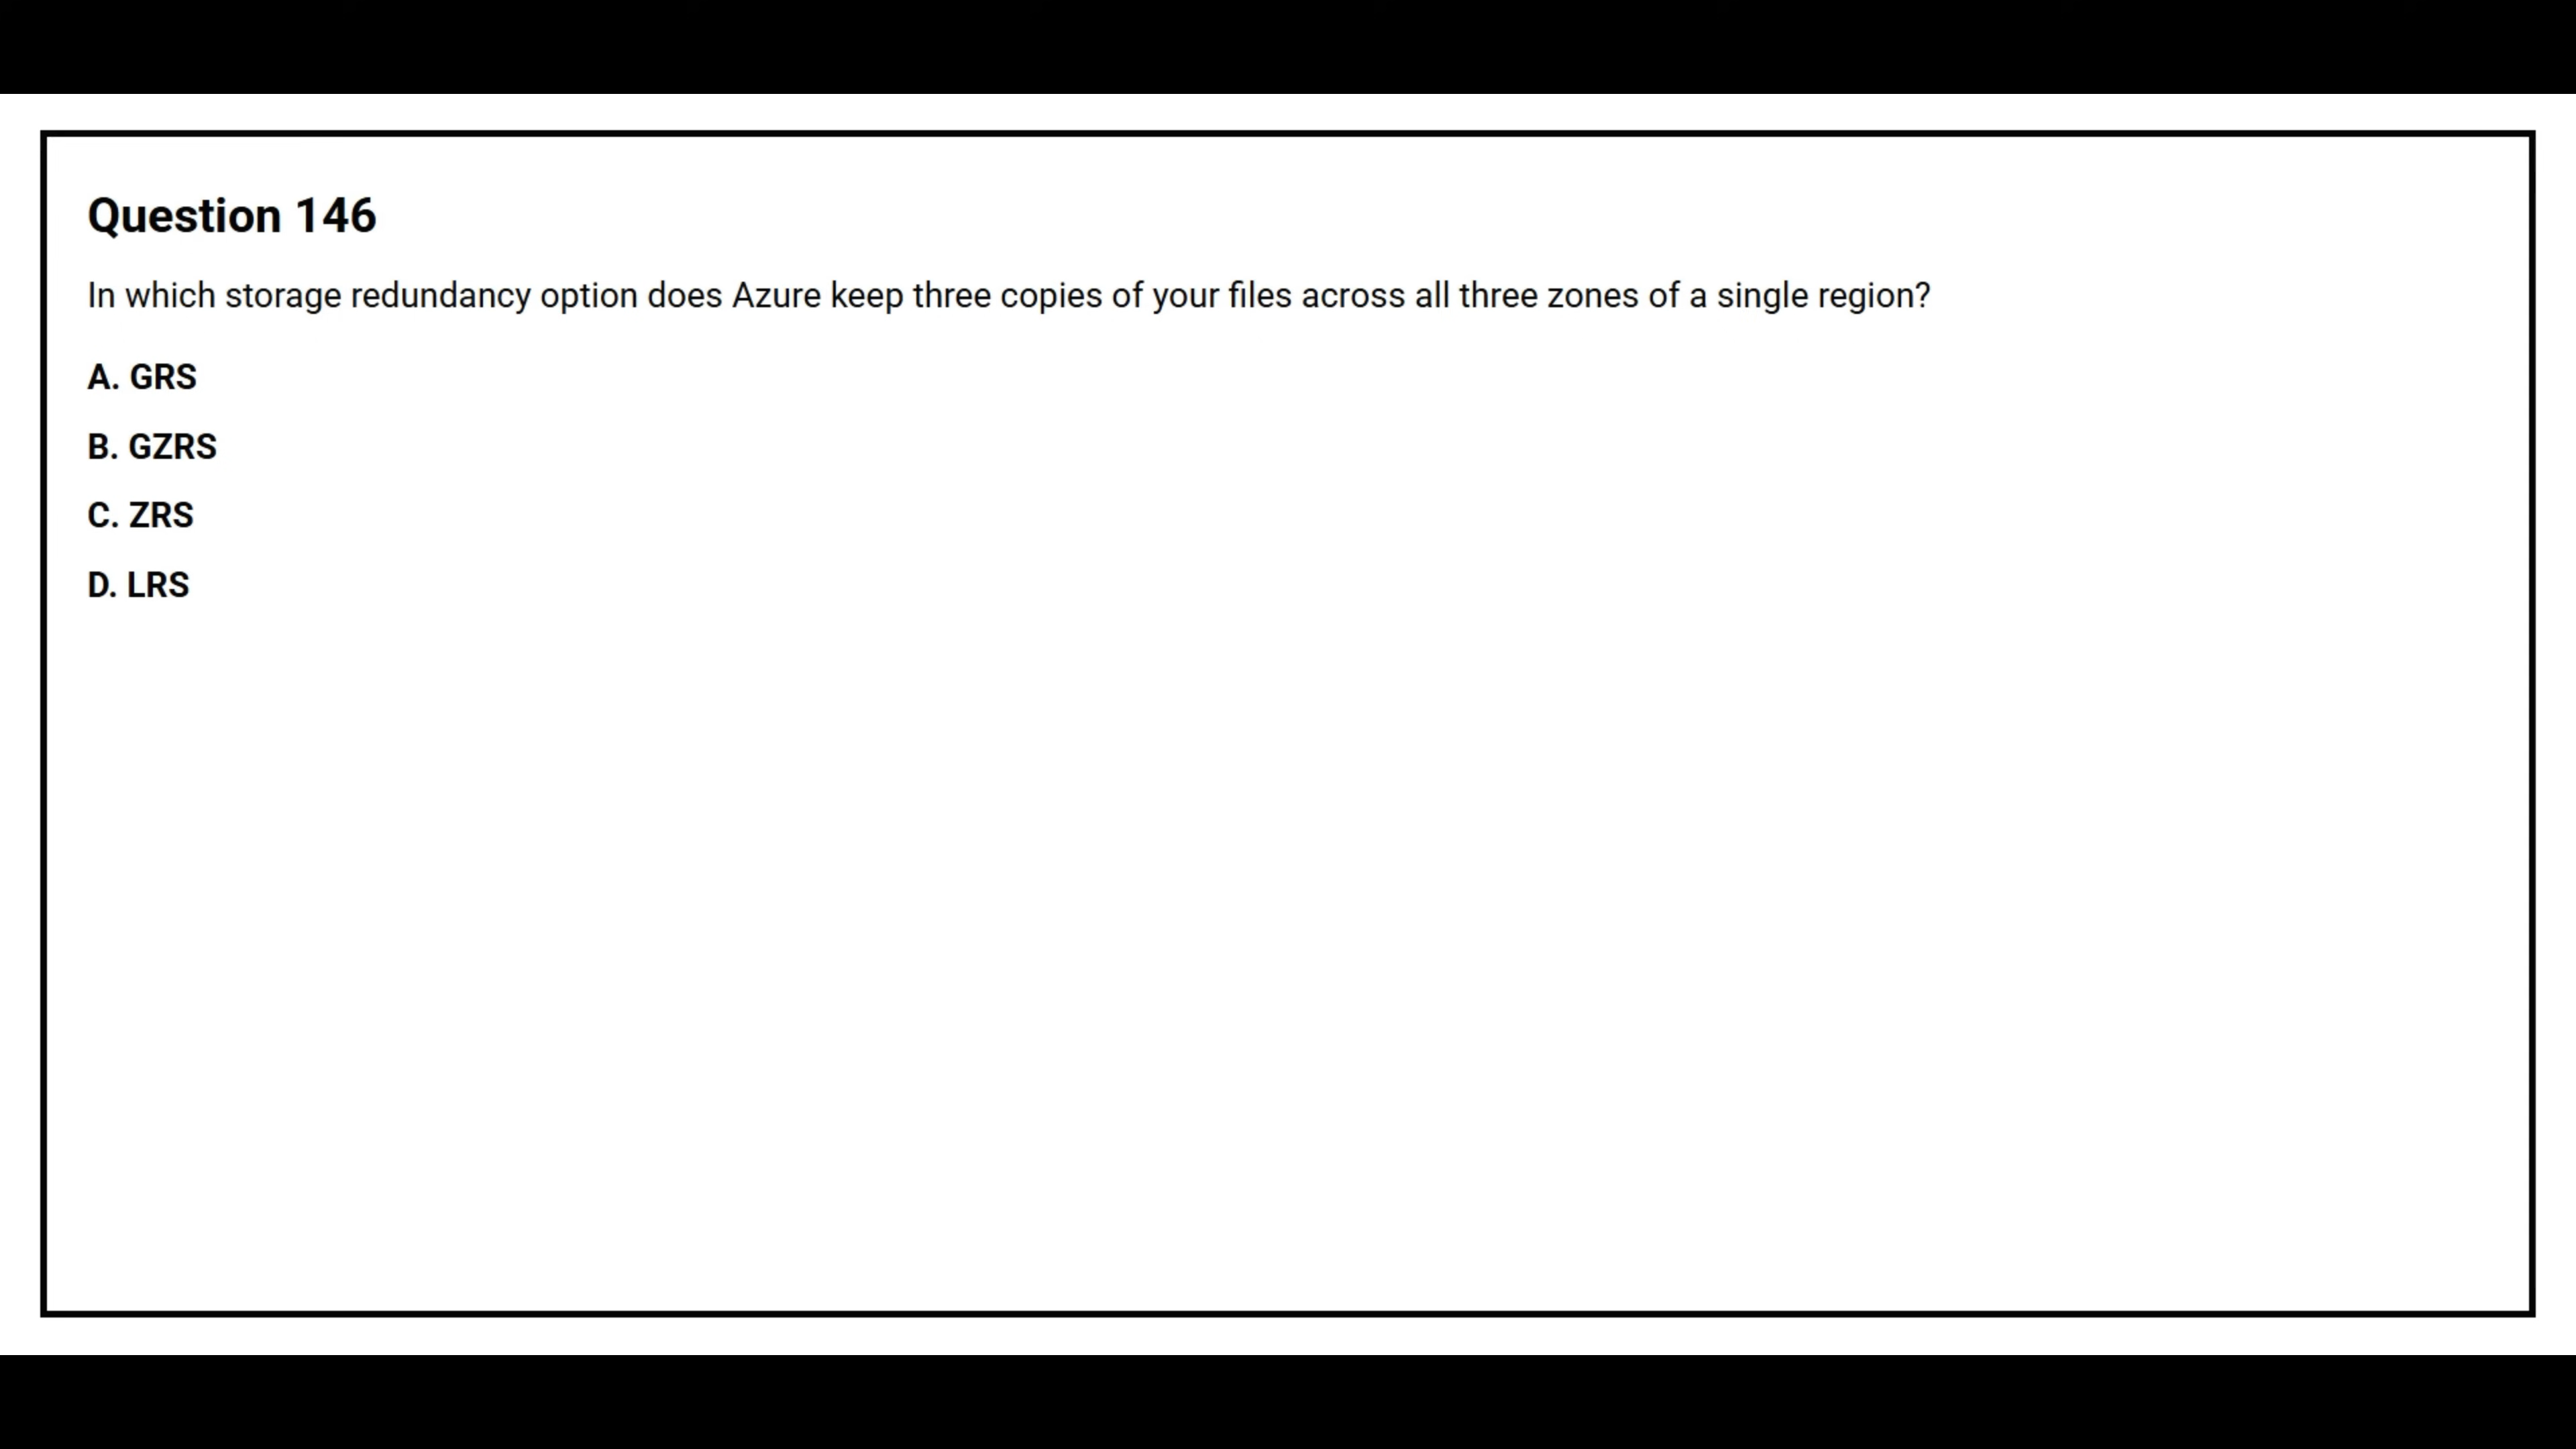 Question 146
In which storage redundancy option does Azure keep three copies of your files across all three zones of a single region?
A. GRS
B. GZRS
C. ZRS
D. LRS